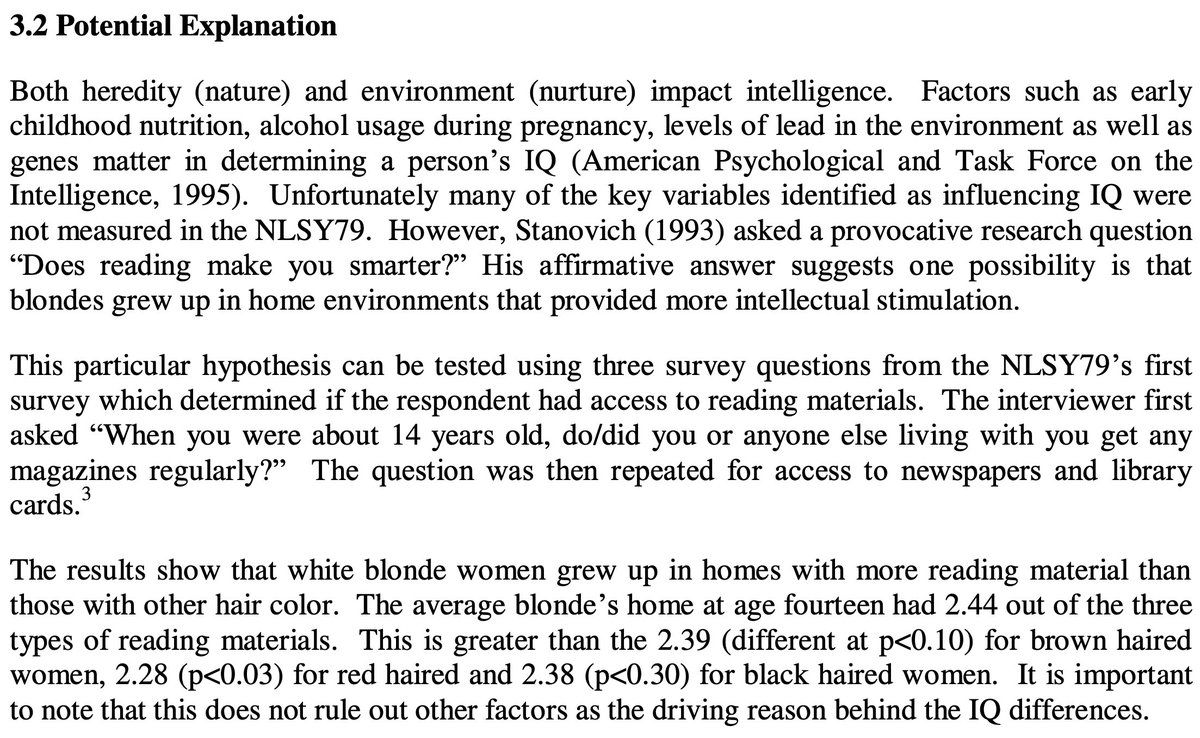 3.2 Potential Explanation
Both heredity (nature) and environment (nurture) impact intelligence. Factors such as early
childhood nutrition, alcohol usage during pregnancy, levels of lead in the environment as well as
genes matter in determining a person’s IQ (American Psychological and Task Force on the
Intelligence, 1995). Unfortunately many of the key variables identified as influencing IQ were
not measured in the NLSY79. However, Stanovich (1993) asked a provocative research question
“Does reading make you smarter?” His affirmative answer suggests one possibility is that
blondes grew up in home environments that provided more intellectual stimulation.
This particular hypothesis can be tested using three survey questions from the NLSY79’s first
survey which determined if the respondent had access to reading materials. The interviewer first
asked “When you were about 14 years old, do/did you or anyone else living with you get any
magazines regularly?” The question was then repeated for access to newspapers and library
cards.3
The results show that white blonde women grew up in homes with more reading material than
those with other hair color. The average blonde’s home at age fourteen had 2.44 out of the three
types of reading materials. This is greater than the 2.39 (different at p<0.10) for brown haired
women, 2.28 (p<0.03) for red haired and 2.38 (p<0.30) for black haired women. It is important
to note that this does not rule out other factors as the driving reason behind the IQ differences.